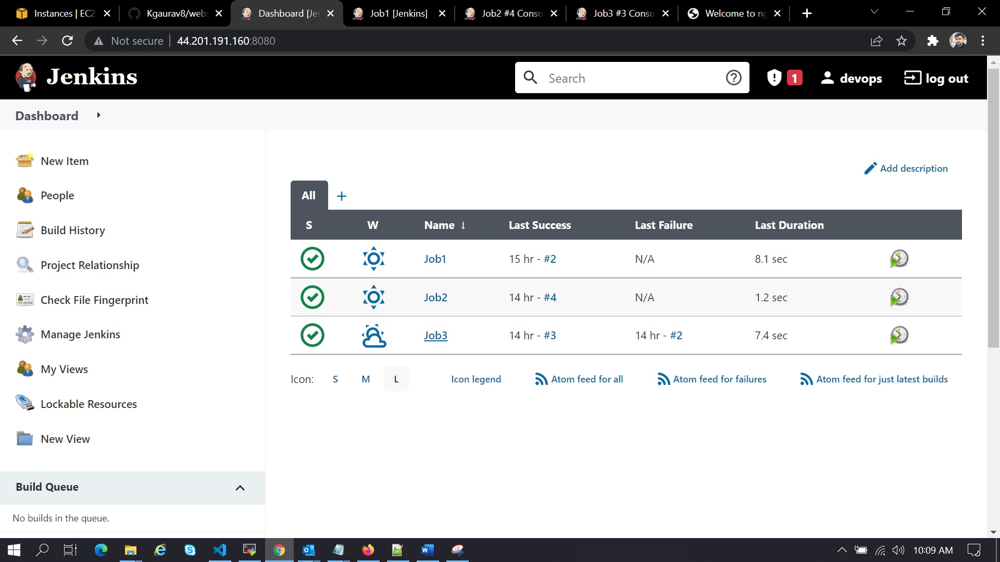 Instances | EC2
Kgaurav8/webs
Dashboard [Jen
Job1 [Jenkins]
Job2 #4 Conso
Job3 #3 Conso
Welcome to ng
Not secure
44.201.191.160:8080
Jenkins
Search
1
devops
log out
Dashboard
New Item
People
Build History
Project Relationship
Check File Fingerprint
Manage Jenkins
My Views
Lockable Resources
New View
Build Queue
No builds in the queue.
Add description
All +
S W Name ↓ Last Success Last Failure Last Duration
Job1 15 hr - #2 N/A 8.1 sec
Job2 14 hr - #4 N/A 1.2 sec
Job3 14 hr - #3 14 hr - #2 7.4 sec
Icon: S M L Icon legend Atom feed for all Atom feed for failures Atom feed for just latest builds
10:09 AM